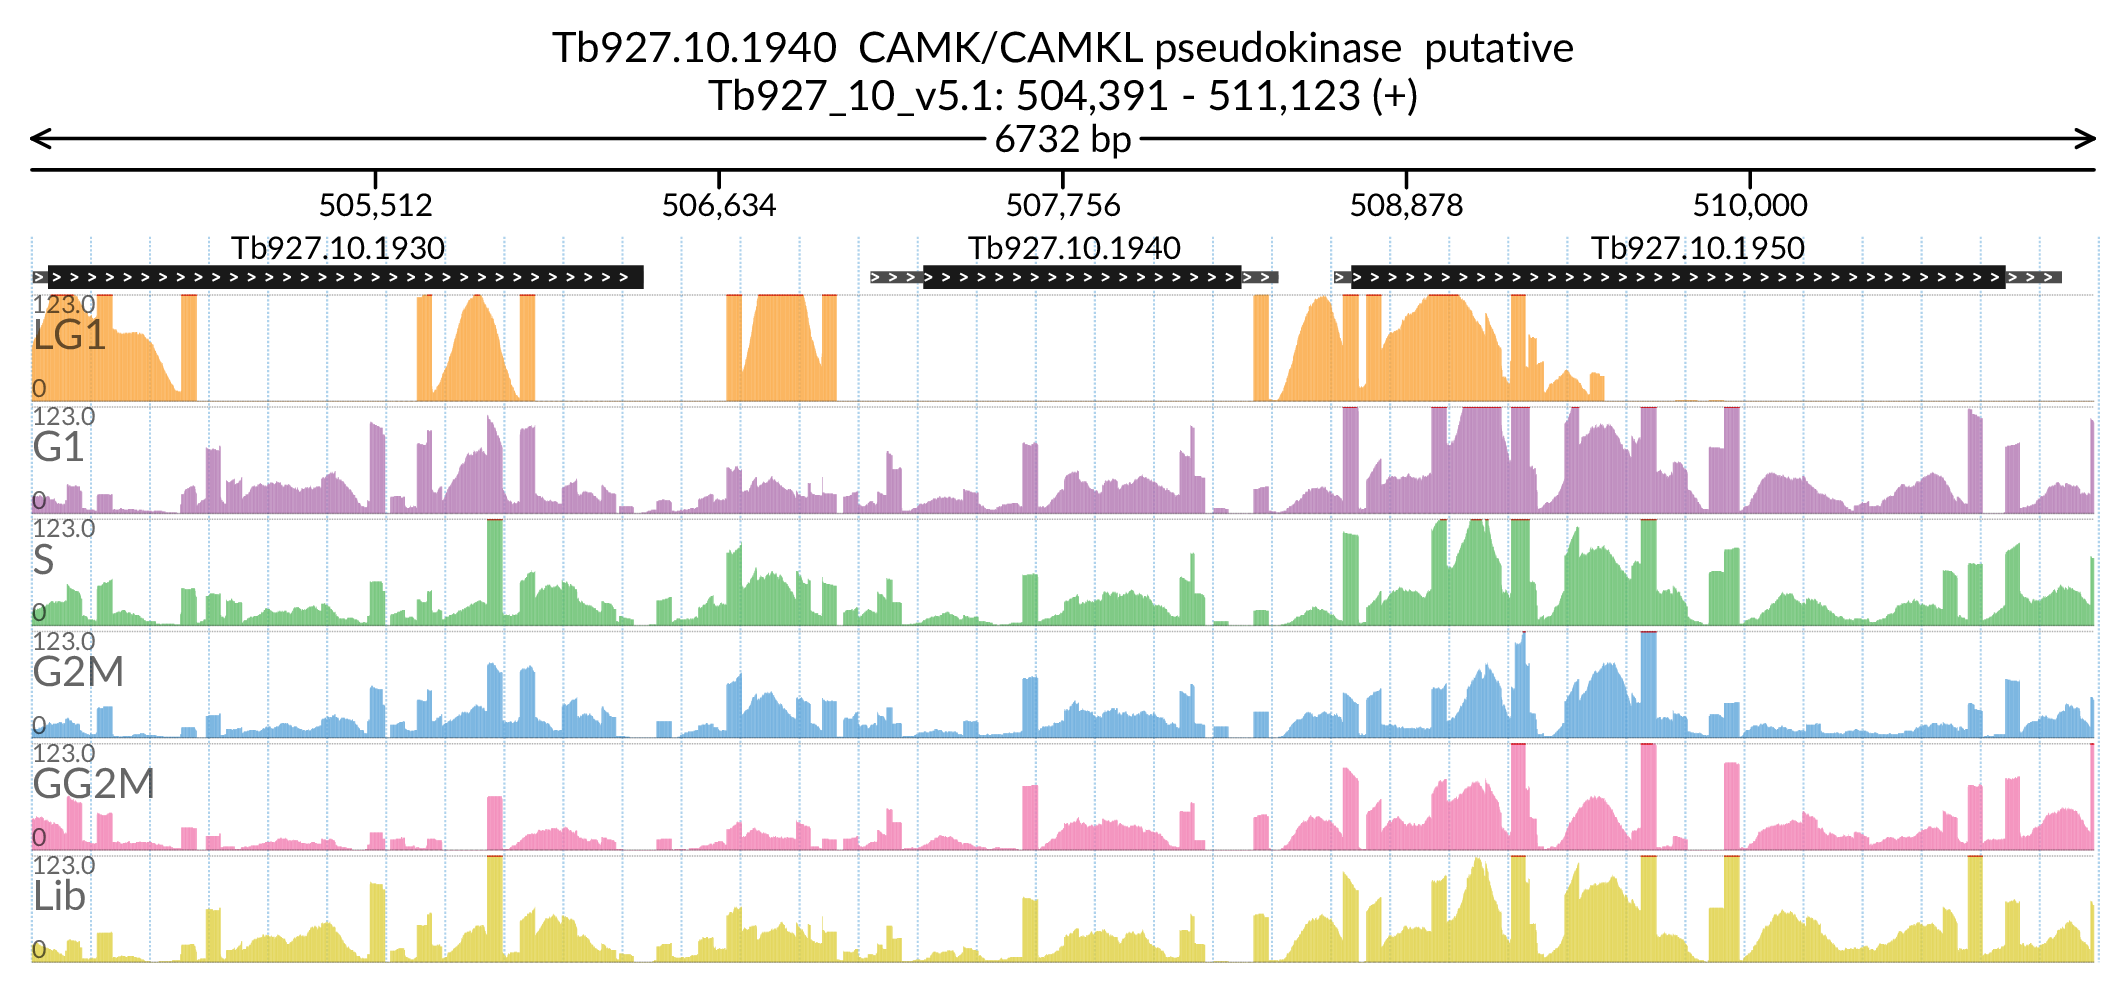 Tb927.10.1940  CAMK/CAMKL pseudokinase  putative
Tb927_10_v5.1: 504,391 - 511,123 (+)
6732 bp
505,512 506,634 507,756 508,878 510,000
Tb927.10.1930 Tb927.10.1940 Tb927.10.1950
123.0
LG1
0
123.0
G1
0
123.0
S
0
123.0
G2M
0
123.0
GG2M
0
123.0
Lib
0